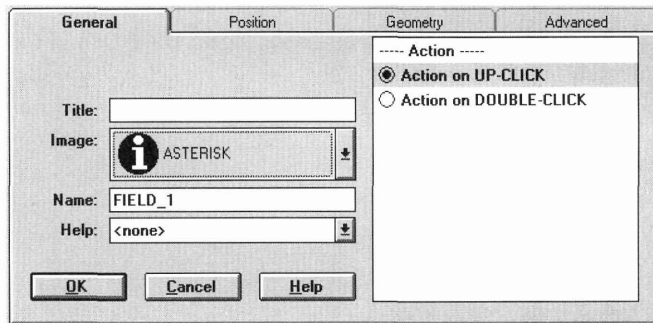 General Position Geometry Advanced
----- Action -----
Action on UP-CLICK
Action on DOUBLE-CLICK
Title:
Image: ASTERISK
Name: FIELD_1
Help: <none>
OK Cancel Help